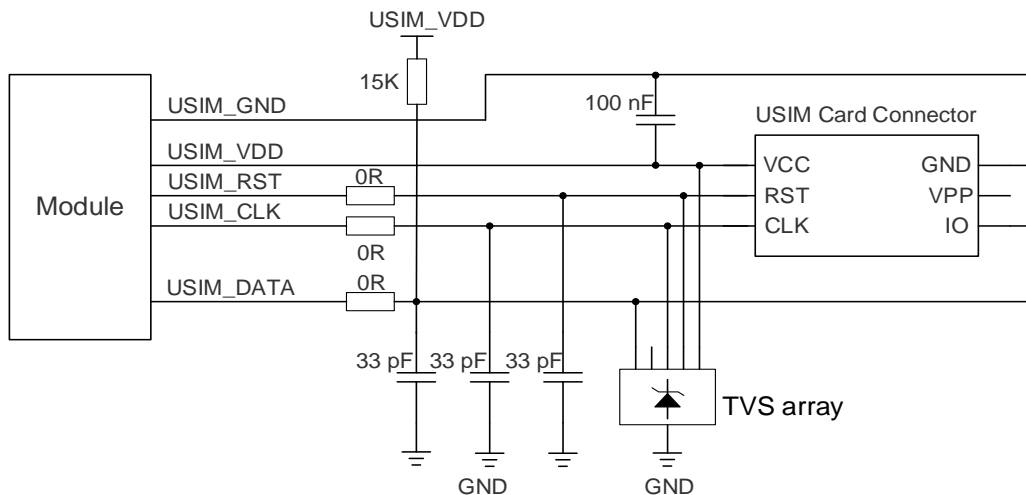 USIM_VDD
15K
USIM_GND
100 nF
USIM Card Connector
USIM_VDD
VCC
GND
USIM_RST
0R
RST
VPP
Module
USIM_CLK
CLK
IO
0R
USIM_DATA
0R
33 pF
33 pF
33 pF
TVS array
GND
GND